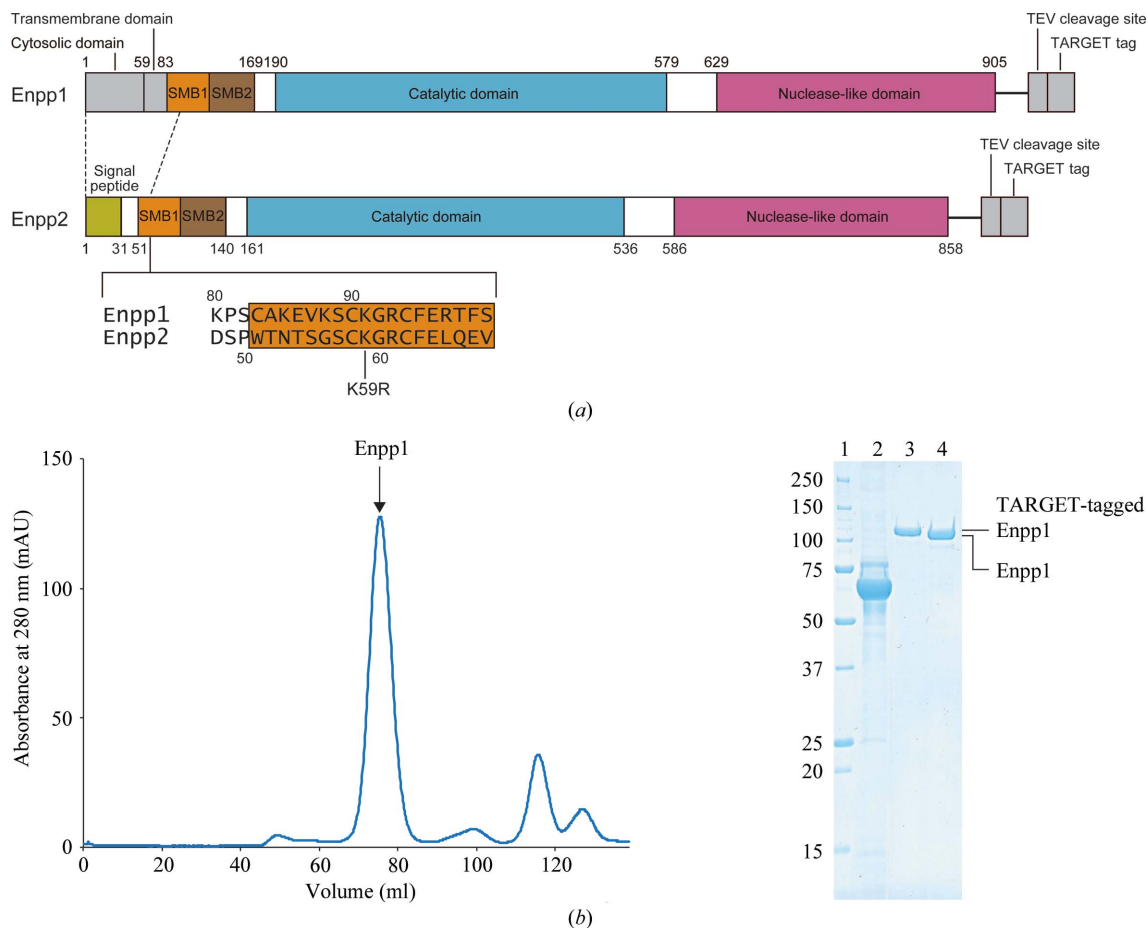 Transmembrane domain
Cytosolic domain
TEV cleavage site
TARGET tag
1 59 83 169 190 579 629 905
Enpp1 SMB1 SMB2 Catalytic domain Nuclease-like domain
Signal peptide
TEV cleavage site
TARGET tag
Enpp2 SMB1 SMB2 Catalytic domain Nuclease-like domain
1 31 51 140 161 536 586 858
80 90
Enpp1 KPSCAKEVKSCKGRCFERTFS
Enpp2 DSPWTNTSGSCKGRCFELQEV
50 60
K59R
(a)
Enpp1
150
100
50
0
Absorbance at 280 nm (mAU)
0 20 40 60 80 100 120
Volume (ml)
1 2 3 4
250
150
100
75
50
37
25
20
15
TARGET-tagged
Enpp1
Enpp1
(b)